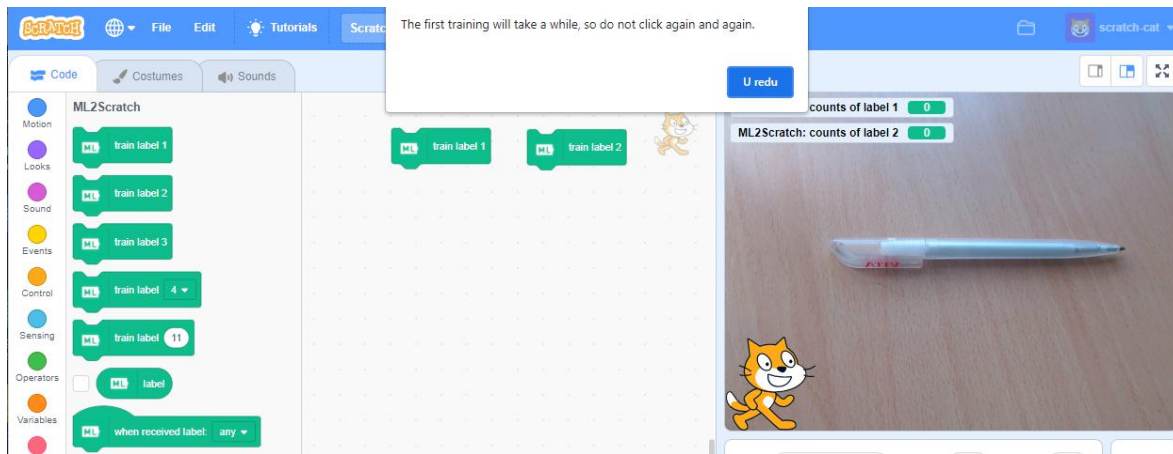 SCRATCH
File
Edit
Tutorials
Scratc
The first training will take a while, so do not click again and again.
U redu
scratch-cat
Code
Costumes
Sounds
Motion
Looks
Sound
Events
Control
Sensing
Operators
Variables
ML2Scratch
ML train label 1
ML train label 2
ML train label 3
ML train label 4
ML train label 11
ML label
ML when received label: any
ML train label 1
ML train label 2
counts of label 1 0
ML2Scratch: counts of label 2 0